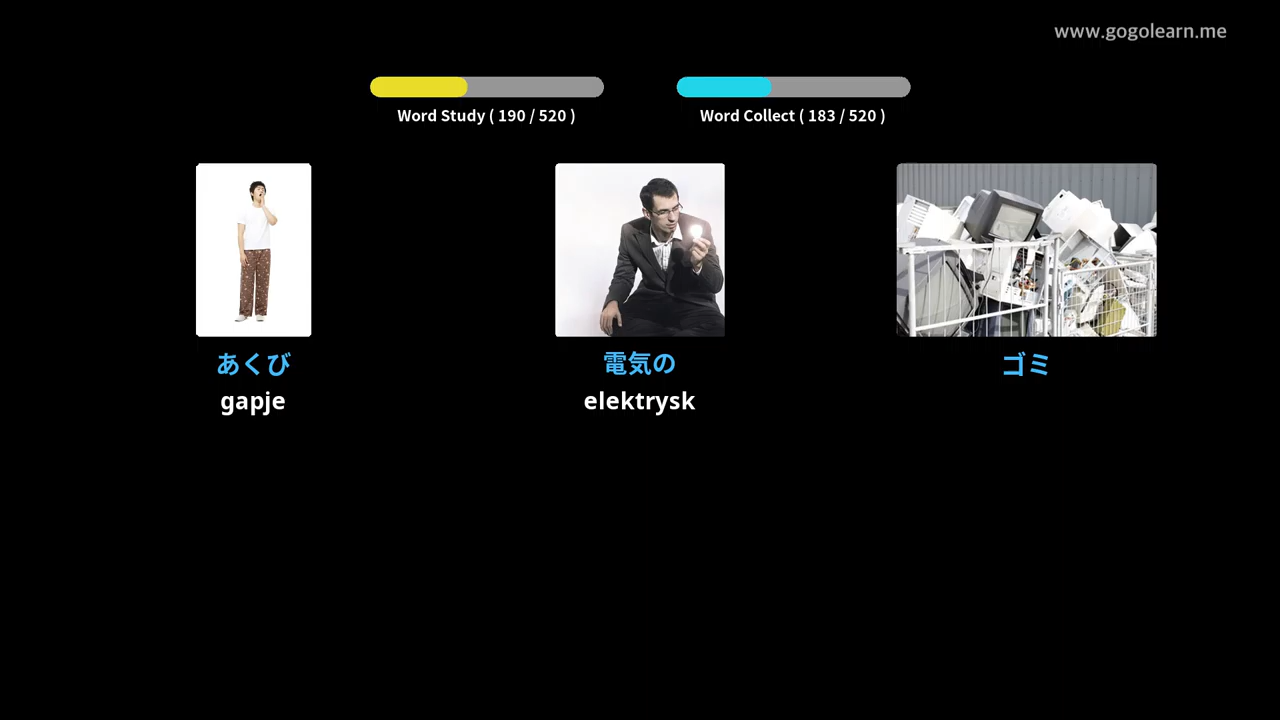 www.gogolearn.me
Word Study ( 190 / 520 )
Word Collect ( 183 / 520 )
あくび
gapje
電気の
elektrysk
ゴミ